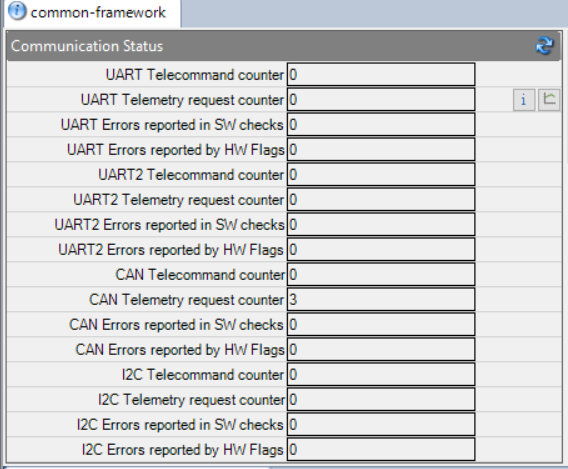 common-framework
Communication Status
UART Telecommand counter 0
UART Telemetry request counter 0
UART Errors reported in SW checks 0
UART Errors reported by HW Flags 0
UART2 Telecommand counter 0
UART2 Telemetry request counter 0
UART2 Errors reported in SW checks 0
UART2 Errors reported by HW Flags 0
CAN Telecommand counter 0
CAN Telemetry request counter 3
CAN Errors reported in SW checks 0
CAN Errors reported by HW Flags 0
I2C Telecommand counter 0
I2C Telemetry request counter 0
I2C Errors reported in SW checks 0
I2C Errors reported by HW Flags 0